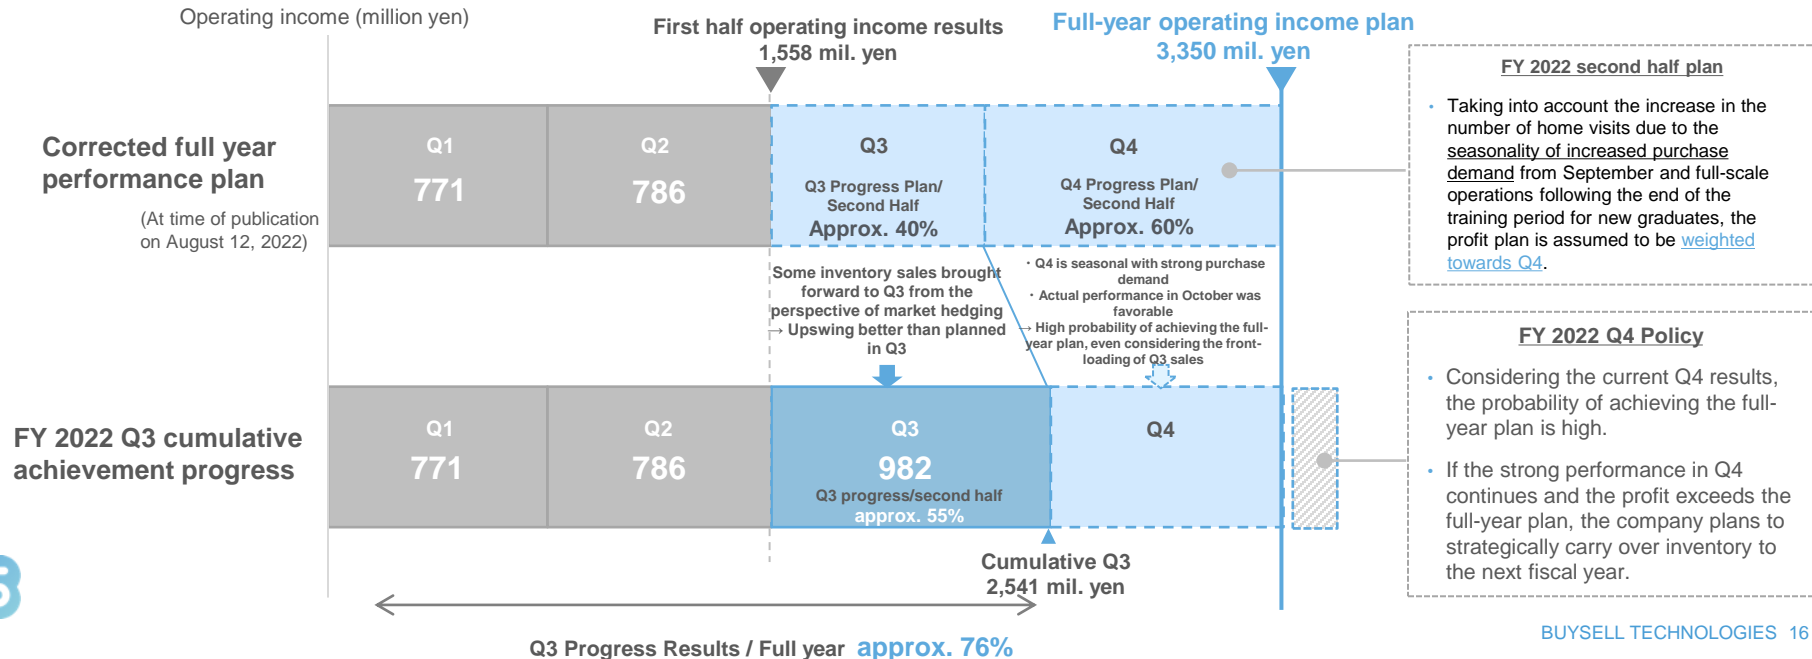 Operating income (million yen)
First half operating income results
1,558 mil. yen
Full-year operating income plan
3,350 mil. yen
Corrected full year
performance plan
(At time of publication
on August 12, 2022)
Q1
771
Q2
786
Q3
Q3 Progress Plan/
Second Half
Approx. 40%
Q4
Q4 Progress Plan/
Second Half
Approx. 60%
FY 2022 second half plan
・ Taking into account the increase in the
number of home visits due to the
seasonality of increased purchase
demand from September and full-scale
operations following the end of the
training period for new graduates, the
profit plan is assumed to be weighted
towards Q4.
Some inventory sales brought
forward to Q3 from the
perspective of market hedging
→ Upswing better than planned
in Q3
・Q4 is seasonal with strong purchase
demand
・Actual performance in October was
favorable
→ High probability of achieving the full-
year plan, even considering the front-
loading of Q3 sales
FY 2022 Q3 cumulative
achievement progress
Q1
771
Q2
786
Q3
982
Q3 progress/second half
approx. 55%
Q4
FY 2022 Q4 Policy
・ Considering the current Q4 results,
the probability of achieving the full-
year plan is high.
・ If the strong performance in Q4
continues and the profit exceeds the
full-year plan, the company plans to
strategically carry over inventory to
the next fiscal year.
Cumulative Q3
2,541 mil. yen
Q3 Progress Results / Full year approx. 76%
BUYSELL TECHNOLOGIES 16